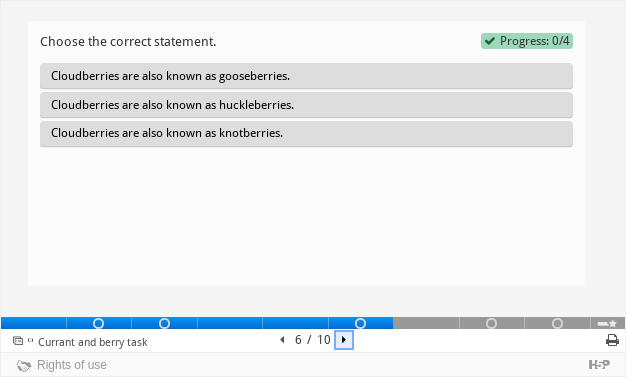 Choose the correct statement.
Progress: 0/4
Cloudberries are also known as gooseberries.
Cloudberries are also known as huckleberries.
Cloudberries are also known as knotberries.
Currant and berry task
6 / 10
Rights of use
H5P